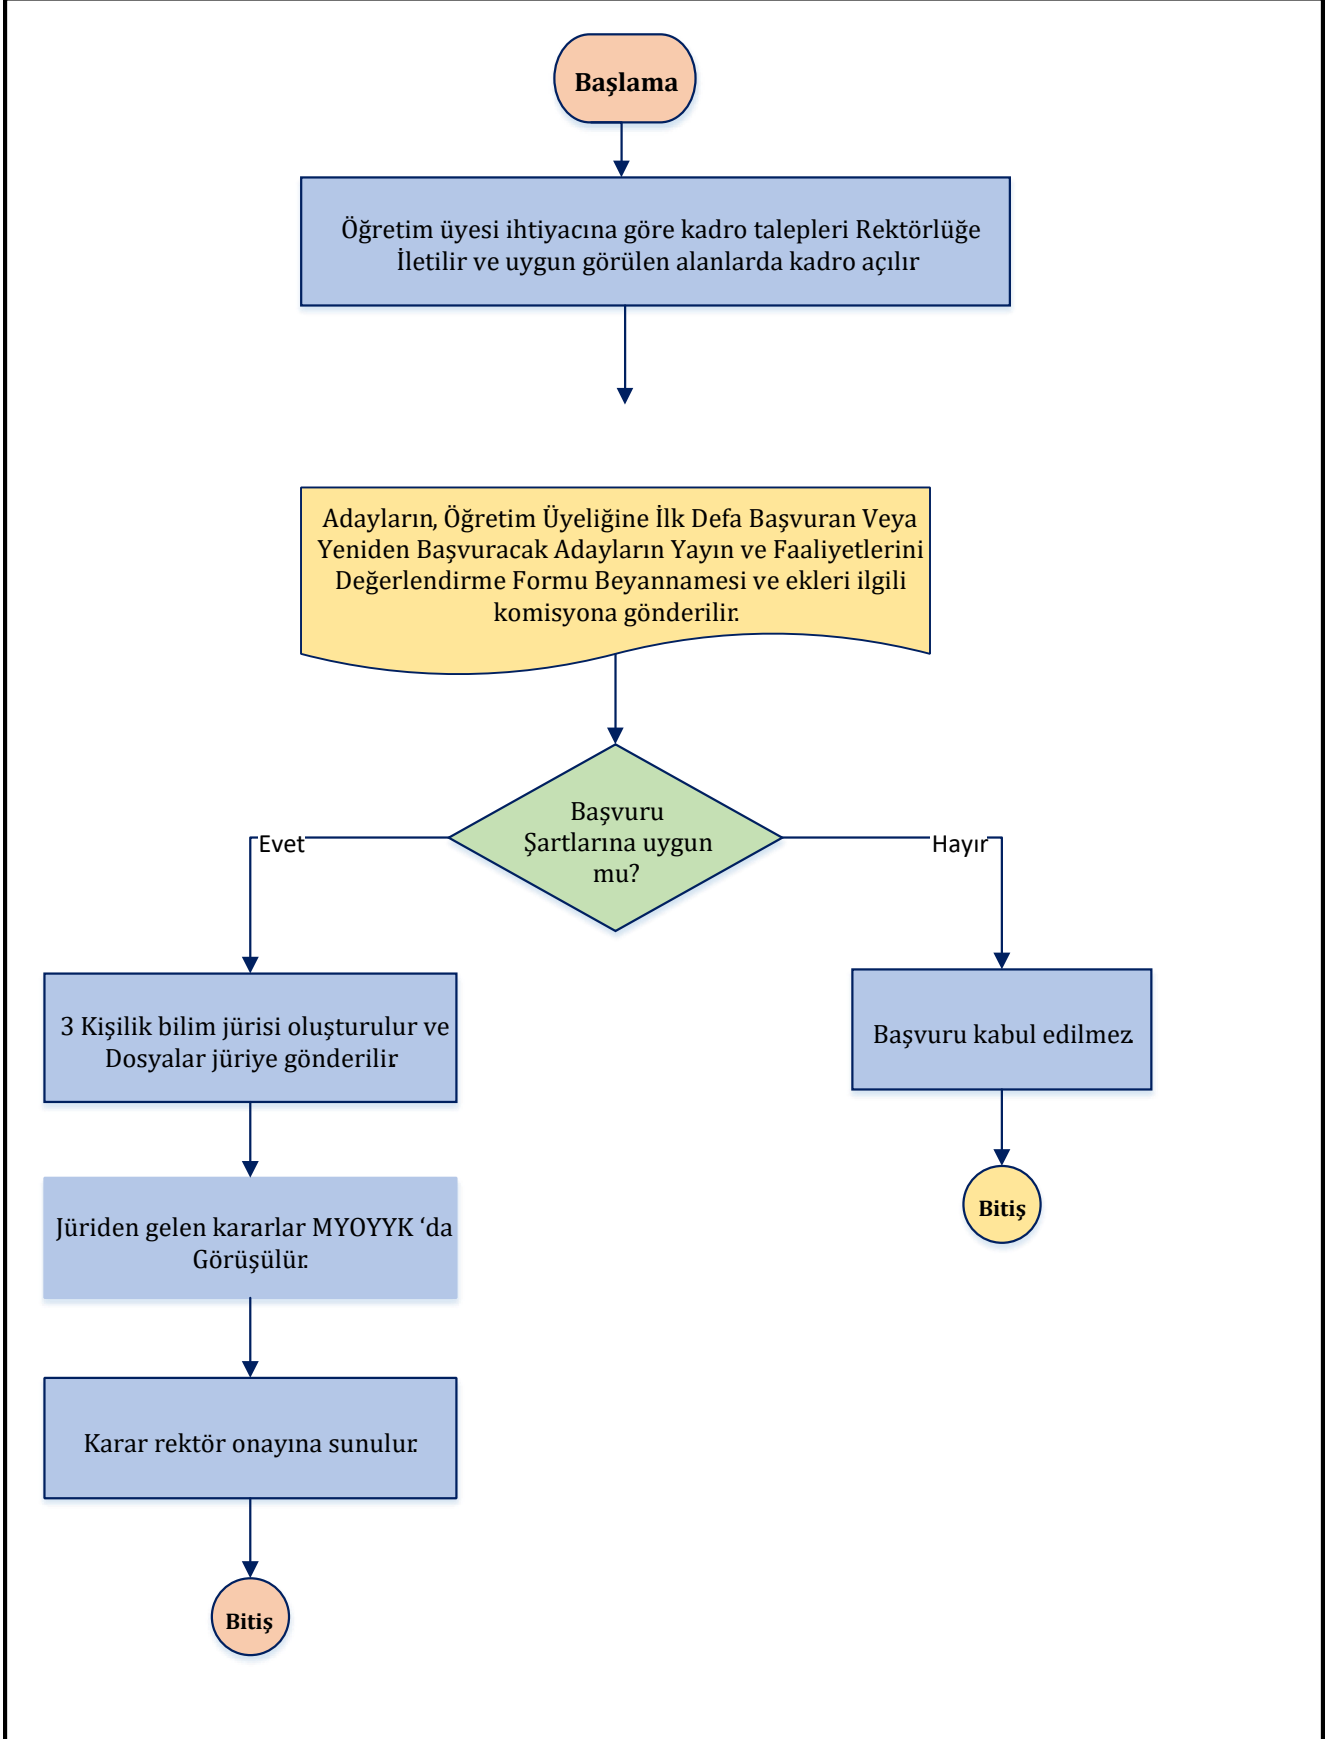 Başlama
Öğretim üyesi ihtiyacına göre kadro talepleri Rektörlüğe
İletilir ve uygun görülen alanlarda kadro açılır
Adayların, Öğretim Üyeliğine İlk Defa Başvuran Veya
Yeniden Başvuracak Adayların Yayın ve Faaliyetlerini
Değerlendirme Formu Beyannamesi ve ekleri ilgili
komisyona gönderilir.
Başvuru
Şartlarına uygun
mu?
Evet
Hayır
3 Kişilik bilim jürisi oluşturulur ve
Dosyalar jüriye gönderilir.
Başvuru kabul edilmez.
Jüriden gelen kararlar MYOYYK ‘da
Görüşülür.
Bitiş
Karar rektör onayına sunulur.
Bitiş